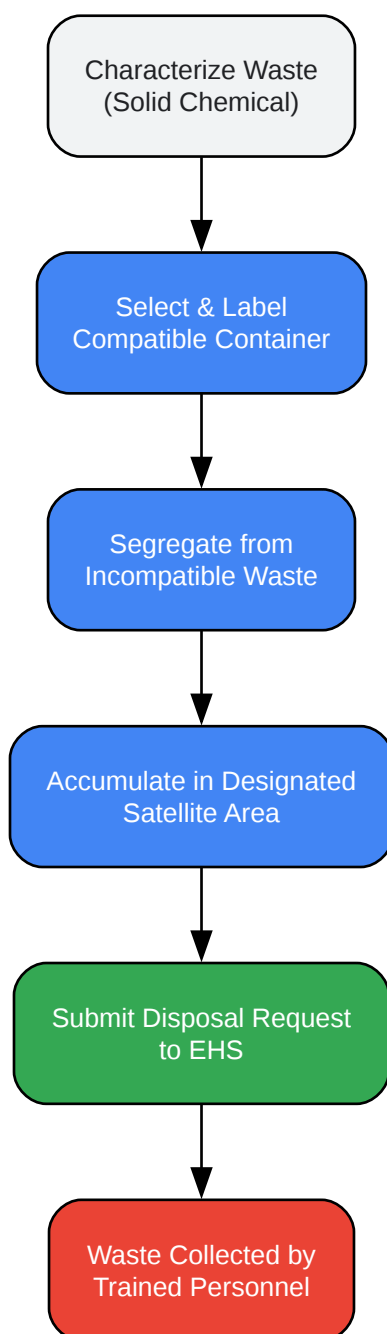 Characterize Waste
(Solid Chemical)
Select & Label
Compatible Container
Segregate from
Incompatible Waste
Accumulate in Designated
Satellite Area
Submit Disposal Request
to EHS
Waste Collected by
Trained Personnel